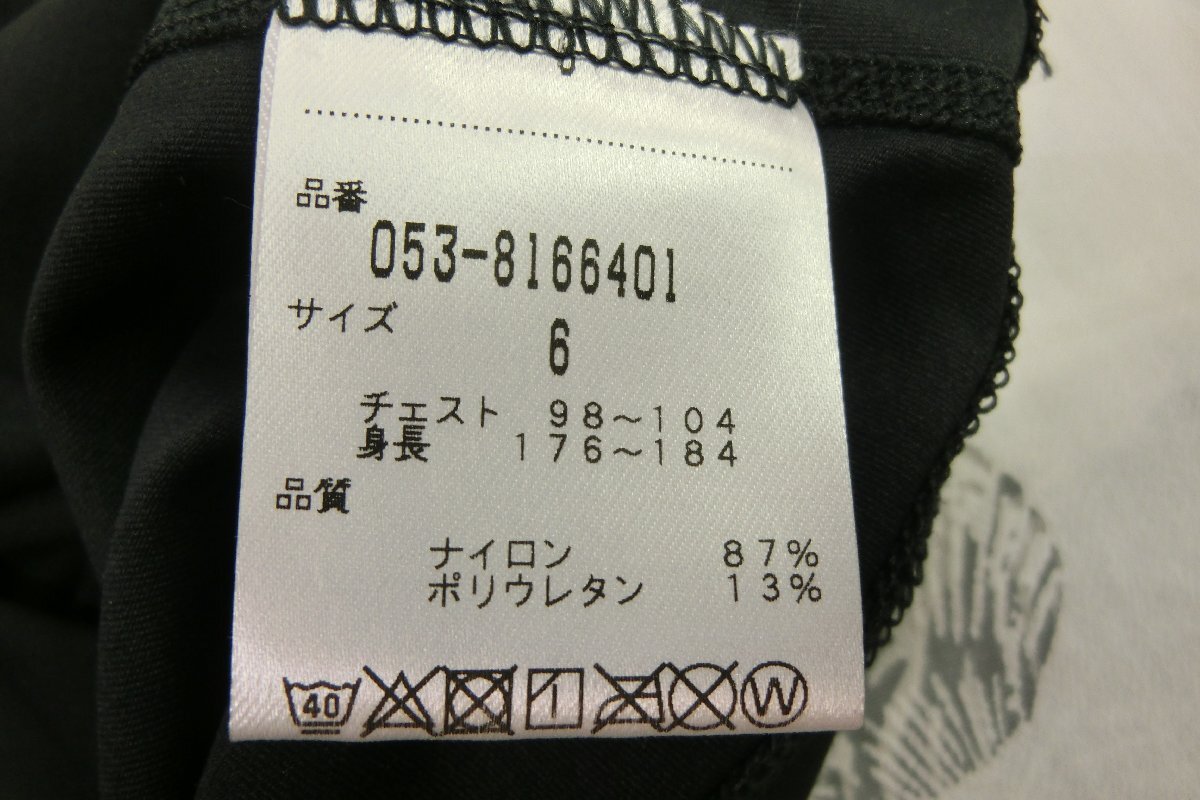 品番
053-8166401
サイズ
6
チェスト 98~104
身長 176~184
品質
ナイロン 87%
ポリウレタン 13%
40 W